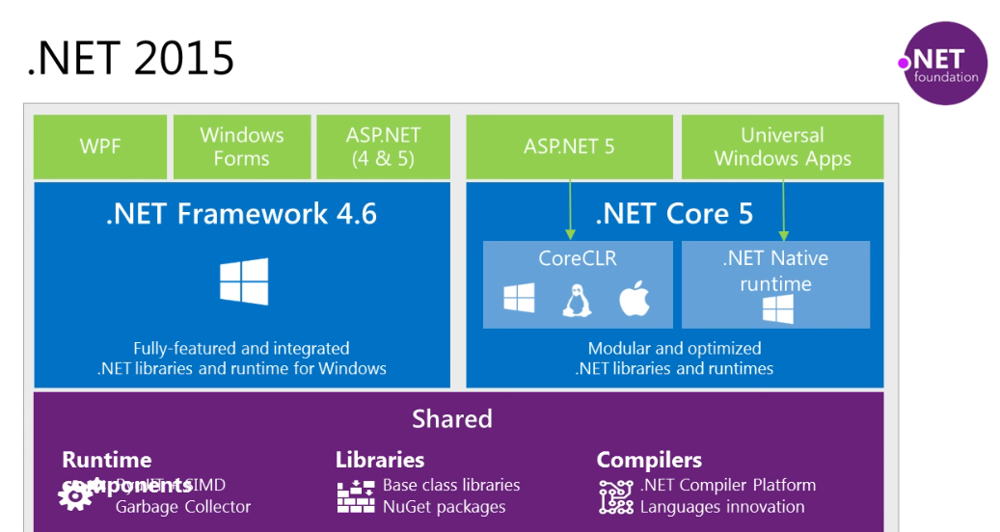 .NET 2015
.NET
foundation
WPF
Windows
Forms
ASP.NET
(4 & 5)
ASP.NET 5
Universal
Windows Apps
.NET Framework 4.6
Fully-featured and integrated
.NET libraries and runtime for Windows
.NET Core 5
CoreCLR
.NET Native
runtime
Modular and optimized
.NET libraries and runtimes
Shared
Runtime
components
RyuJIT + SIMD
Garbage Collector
Libraries
Base class libraries
NuGet packages
Compilers
.NET Compiler Platform
Languages innovation